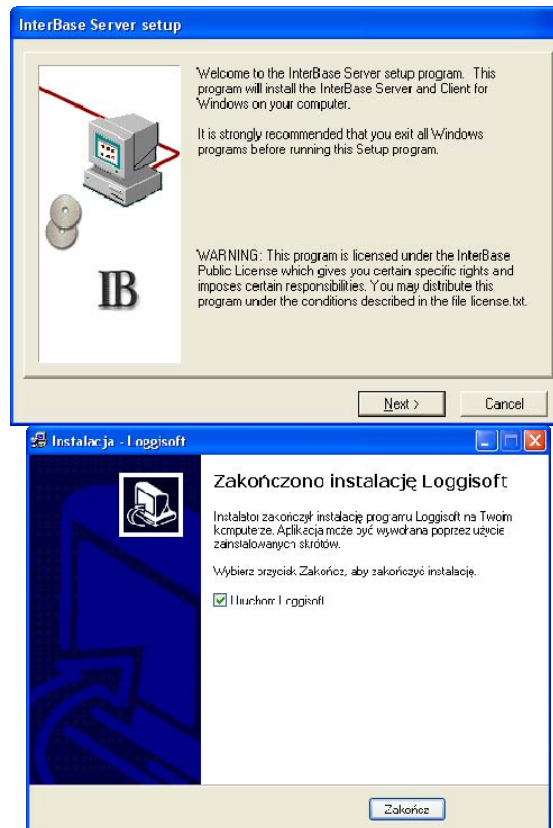 InterBase Server setup
Welcome to the InterBase Server setup program. This
program will install the InterBase Server and Client for
Windows on your computer.
It is strongly recommended that you exit all Windows
programs before running this Setup program.
WARNING: This program is licensed under the InterBase
Public License which gives you certain specific rights and
imposes certain responsibilities. You may distribute this
program under the conditions described in the file license.txt.
IB
Next >
Cancel
Instalacja - Loggisoft
Zakończono instalację Loggisoft
Instalator zakończył instalację programu Loggisoft na Twoim
komputerze. Aplikacja może być wywołana poprzez użycie
zainstalowanych skrótów.
Wybierz przycisk Zakończ, aby zakończyć instalację.
Uruchom Loggisoft
Zakończ